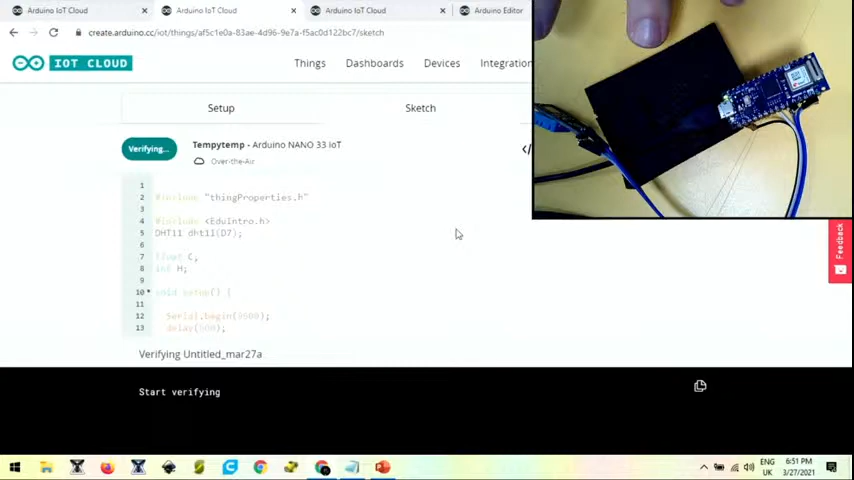 Arduino IoT Cloud
Arduino IoT Cloud
Arduino IoT Cloud
Arduino Editor
create.arduino.cc/iot/things/af5c1e0a-83ae-4d96-9e7a-f5ac0d122bc7/sketch
IOT CLOUD
Things
Dashboards
Devices
Integration
Setup
Sketch
Verifying...
Tempytemp - Arduino NANO 33 IoT
Over-the-Air
</
1
2 #include "thingProperties.h"
3
4 #include <EduIntro.h>
5 DHT11 dht11(D7);
6
7 float C,
8 int H;
9
10 void setup() {
11
12 Serial.begin(9600);
13 delay(500);
Feedback
Verifying Untitled_mar27a
Start verifying
ENG
UK
6:51 PM
3/27/2021